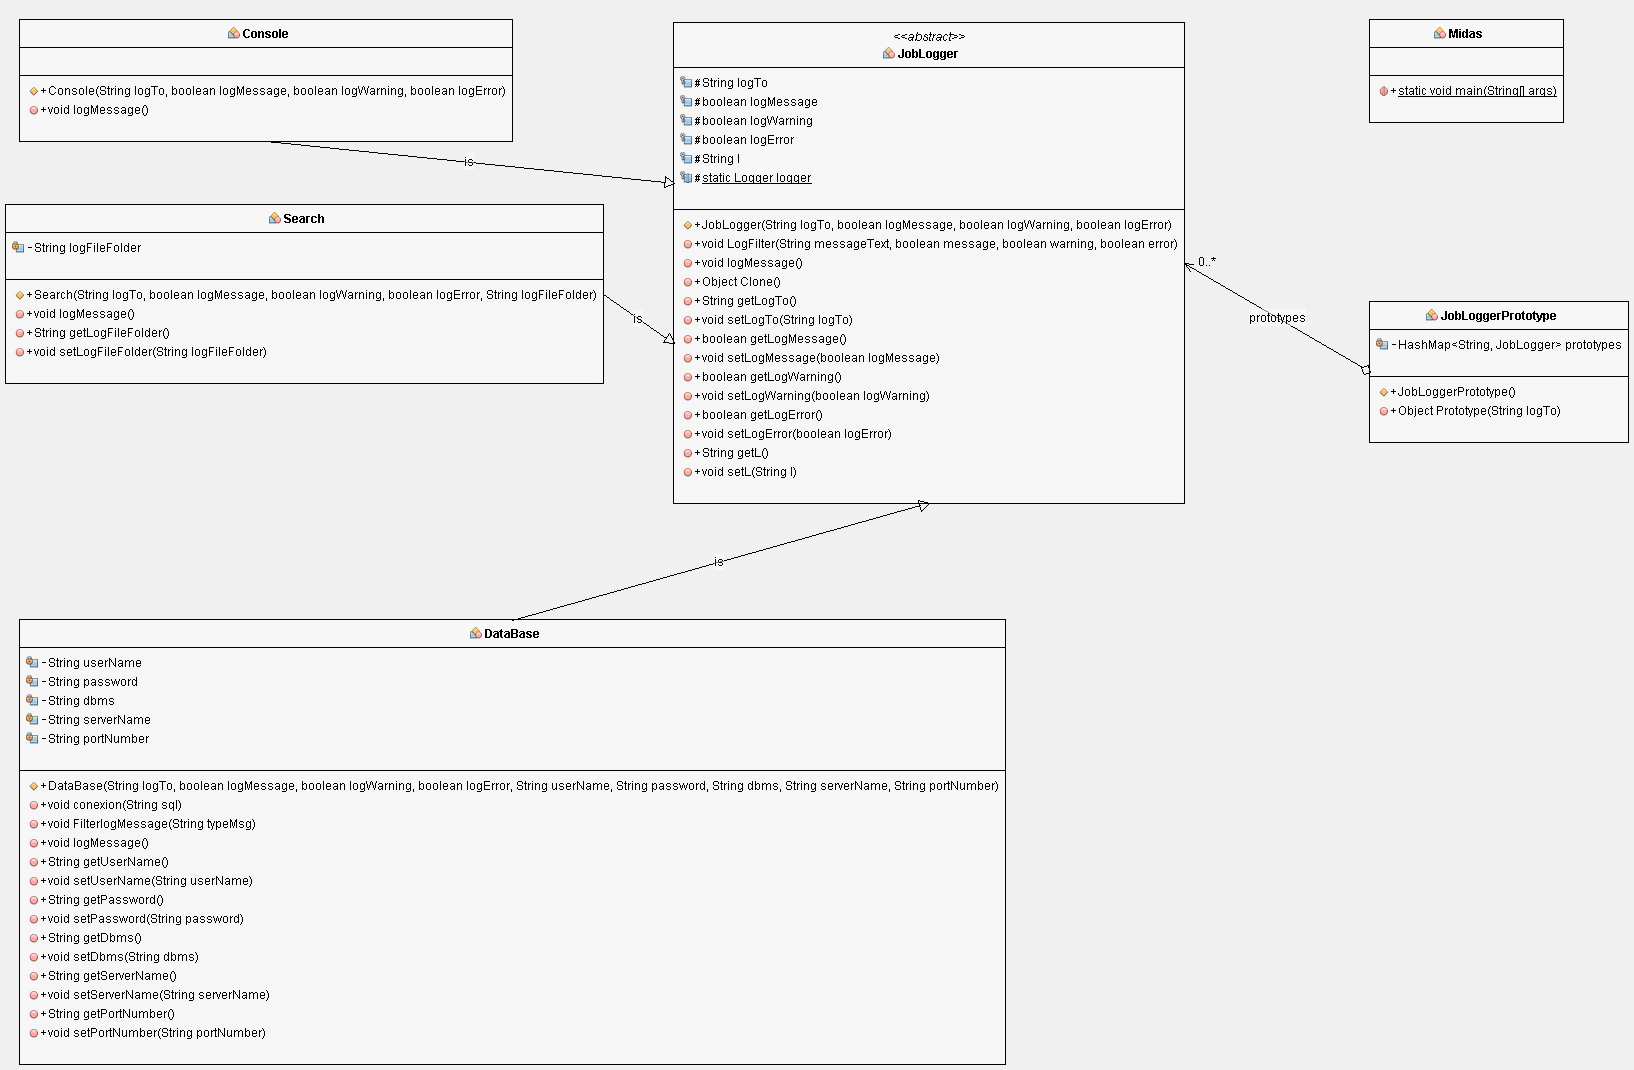 Console
+Console(String logTo, boolean logMessage, boolean logWarning, boolean logError)
+void logMessage()
is
Search
-String logFileFolder
+Search(String logTo, boolean logMessage, boolean logWarning, boolean logError, String logFileFolder)
+void logMessage()
+String getLogFileFolder()
+void setLogFileFolder(String logFileFolder)
is
<<abstract>>
JobLogger
#String logTo
#boolean logMessage
#boolean logWarning
#boolean logError
#String l
#static Logger logger
+JobLogger(String logTo, boolean logMessage, boolean logWarning, boolean logError)
+void LogFilter(String messageText, boolean message, boolean warning, boolean error)
+void logMessage()
+Object Clone()
+String getLogTo()
+void setLogTo(String logTo)
+boolean getLogMessage()
+void setLogMessage(boolean logMessage)
+boolean getLogWarning()
+void setLogWarning(boolean logWarning)
+boolean getLogError()
+void setLogError(boolean logError)
+String getL()
+void setL(String l)
Midas
+static void main(String[] args)
0..*
prototypes
JobLoggerPrototype
-HashMap<String, JobLogger> prototypes
+JobLoggerPrototype()
+Object Prototype(String logTo)
is
DataBase
-String userName
-String password
-String dbms
-String serverName
-String portNumber
+DataBase(String logTo, boolean logMessage, boolean logWarning, boolean logError, String userName, String password, String dbms, String serverName, String portNumber)
+void conexion(String sql)
+void FilterlogMessage(String typeMsg)
+void logMessage()
+String getUserName()
+void setUserName(String userName)
+String getPassword()
+void setPassword(String password)
+String getDbms()
+void setDbms(String dbms)
+String getServerName()
+void setServerName(String serverName)
+String getPortNumber()
+void setPortNumber(String portNumber)